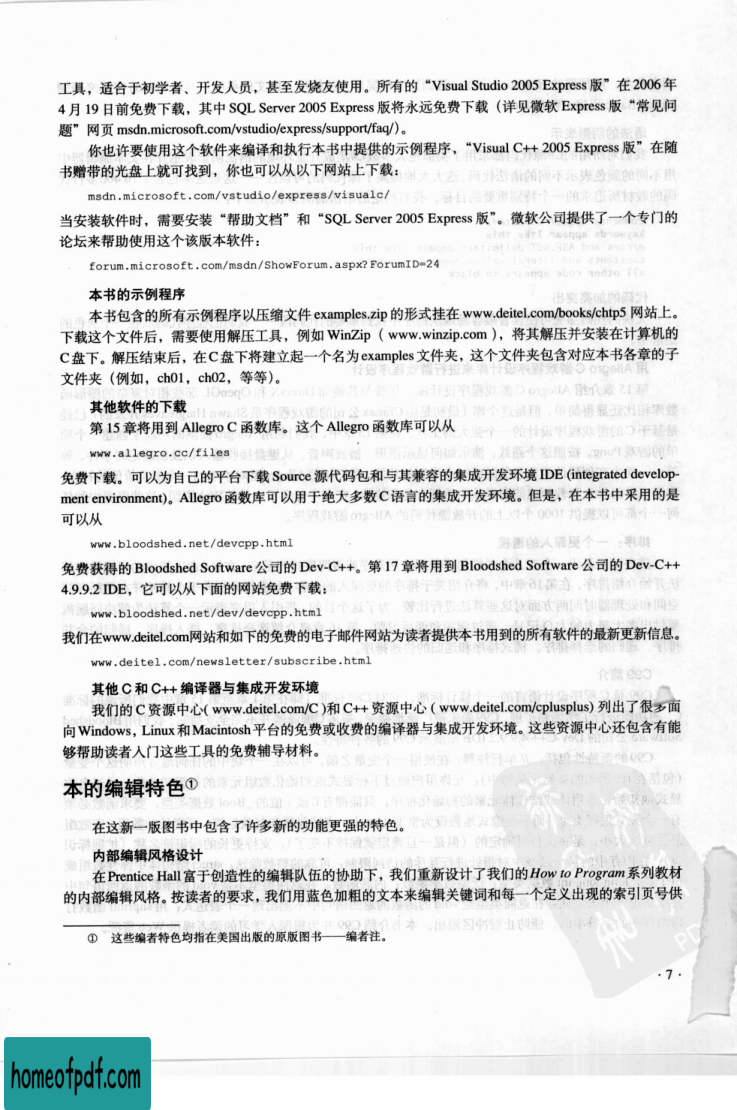 工具，适合于初学者、开发人员，甚至发烧友使用。所有的“Visual Studio 2005 Express 版”在 2006 年
4 月 19 日前免费下载，其中 SQL Server 2005 Express 版将永远免费下载（详见微软 Express 版“常见问
题”网页 msdn.microsoft.com/vstudio/express/support/faq/）。
你也许要使用这个软件来编译和执行本书中提供的示例程序，“Visual C++ 2005 Express 版”在随
书赠带的光盘上就可找到，你也可以从以下网站上下载：
msdn.microsoft.com/vstudio/express/visualc/
当安装软件时，需要安装“帮助文档”和“SQL Server 2005 Express 版”。微软公司提供了一个专门的
论坛来帮助使用这个该版本软件：
forum.microsoft.com/msdn/ShowForum.aspx?ForumID=24
本书的示例程序
本书包含的所有示例程序以压缩文件 examples.zip 的形式挂在 www.deitel.com/books/chtp5 网站上。
下载这个文件后，需要使用解压工具，例如 WinZip（www.winzip.com），将其解压并安装在计算机的
C 盘下。解压结束后，在 C 盘下将建立起一个名为 examples 文件夹，这个文件夹包含对应本书各章的子
文件夹（例如，ch01，ch02，等等）。
其他软件的下载
第 15 章将用到 Allegro C 函数库。这个 Allegro 函数库可以从
www.allegro.cc/files
免费下载。可以为自己的平台下载 Source 源代码包和与其兼容的集成开发环境 IDE (integrated develop-
ment environment)。Allegro 函数库可以用于绝大多数 C 语言的集成开发环境。但是，在本书中采用的是
可以从
www.bloodshed.net/devcpp.html
免费获得的 Bloodshed Software 公司的 Dev-C++。第 17 章将用到 Bloodshed Software 公司的 Dev-C++
4.9.9.2 IDE，它可以从下面的网站免费下载：
www.bloodshed.net/dev/devcpp.html
我们在www.deitel.com网站和如下的免费的电子邮件网站为读者提供本书用到的所有软件的最新更新信息。
www.deitel.com/newsletter/subscribe.html
其他 C 和 C++ 编译器与集成开发环境
我们的 C 资源中心( www.deitel.com/C )和 C++ 资源中心（ www.deitel.com/cplusplus) 列出了很多面
向Windows，Linux 和Macintosh平台的免费或收费的编译器与集成开发环境。这些资源中心还包含有能
够帮助读者入门这些工具的免费辅导材料。
本的编辑特色①
在这新一版图书中包含了许多新的功能更强的特色。
内部编辑风格设计
在Prentice Hall 富于创造性的编辑队伍的协助下，我们重新设计了我们的How to Program系列教材
的内部编辑风格。按读者的要求，我们用蓝色加粗的文本来编辑关键词和每一个定义出现的索引页号供
① 这些编者特色均指在美国出版的原版图书——编者注。
· 7 ·
homeofpdf.com